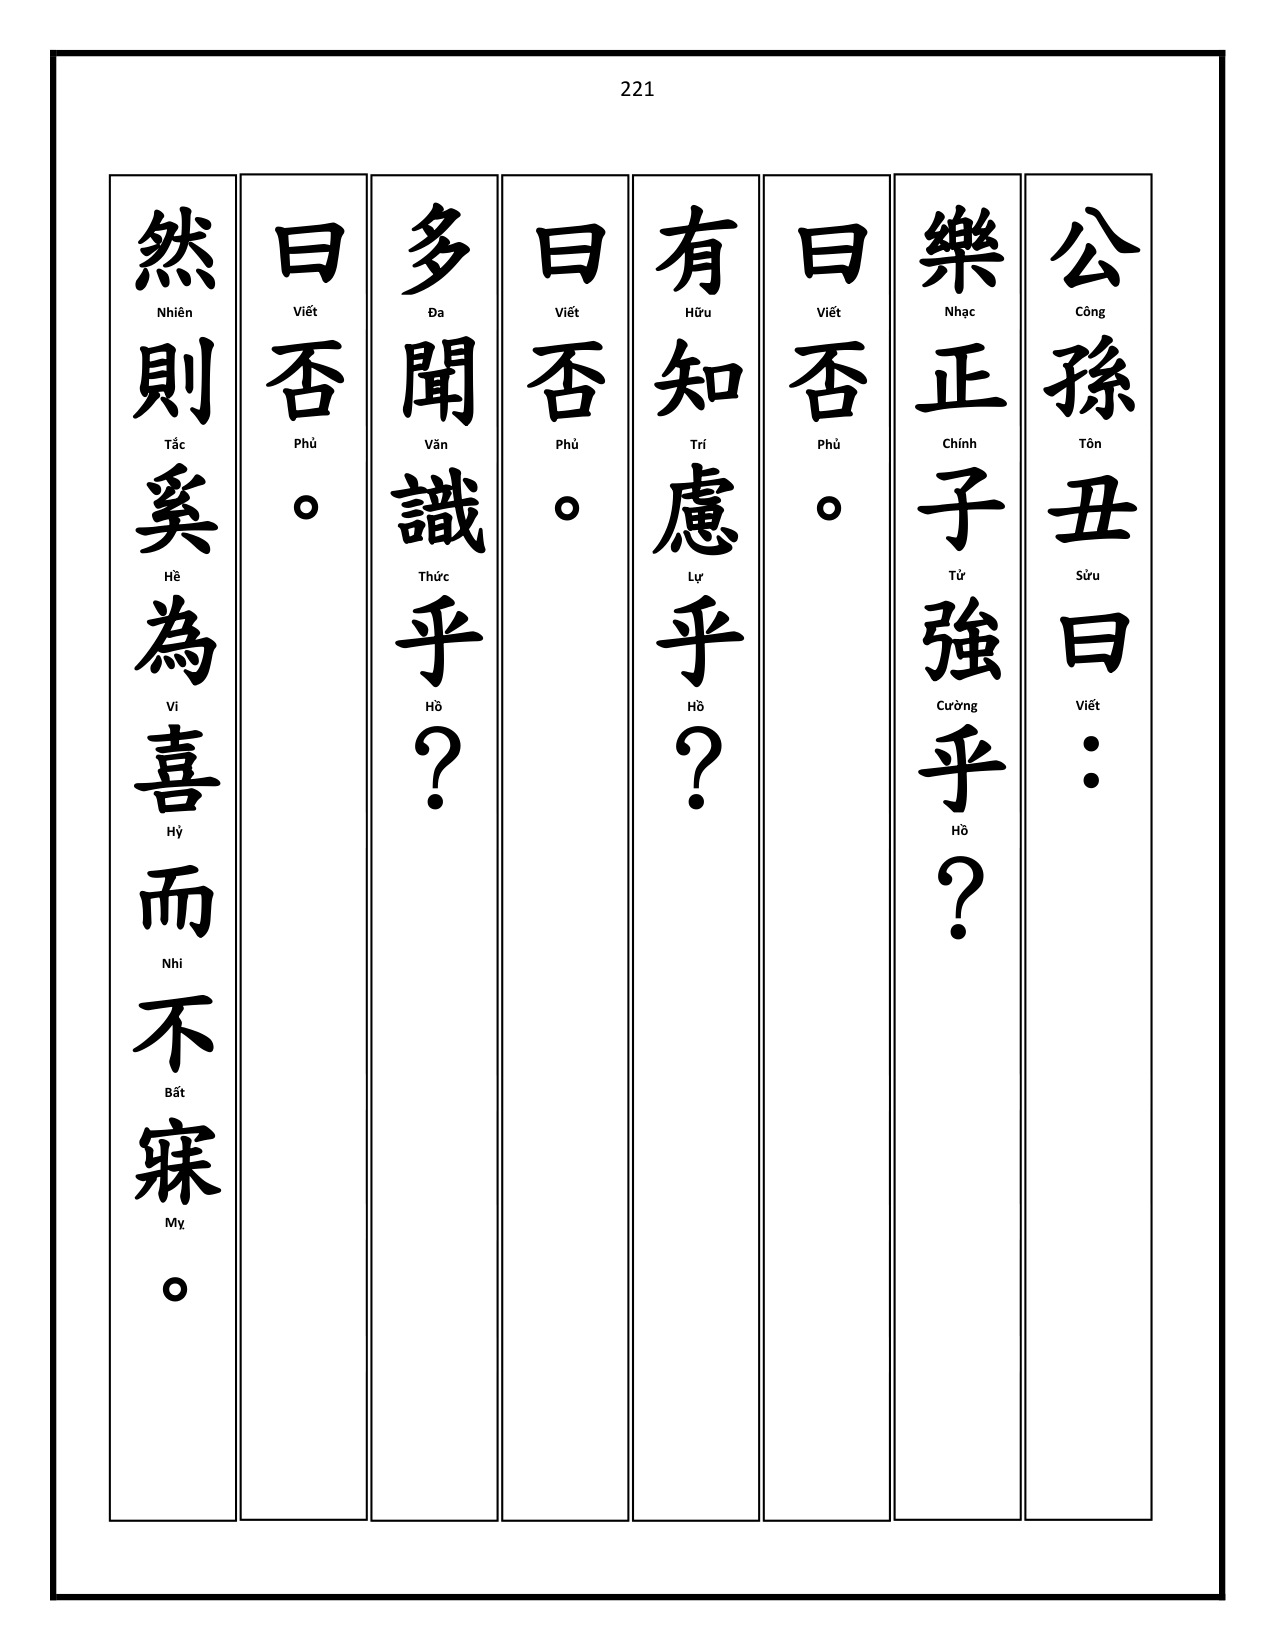 221
公孫丑曰：
Công Tôn Sửu Viết
樂正子強乎？
Nhạc Chính Tử Cường Hồ
曰否。
Viết Phủ
有知慮乎？
Hữu Trí Lự Hồ
曰否。
Viết Phủ
多聞識乎？
Đa Văn Thức Hồ
曰否。
Viết Phủ
然則奚為喜而不寐。
Nhiên Tắc Hề Vi Hỷ Nhi Bất Mỵ